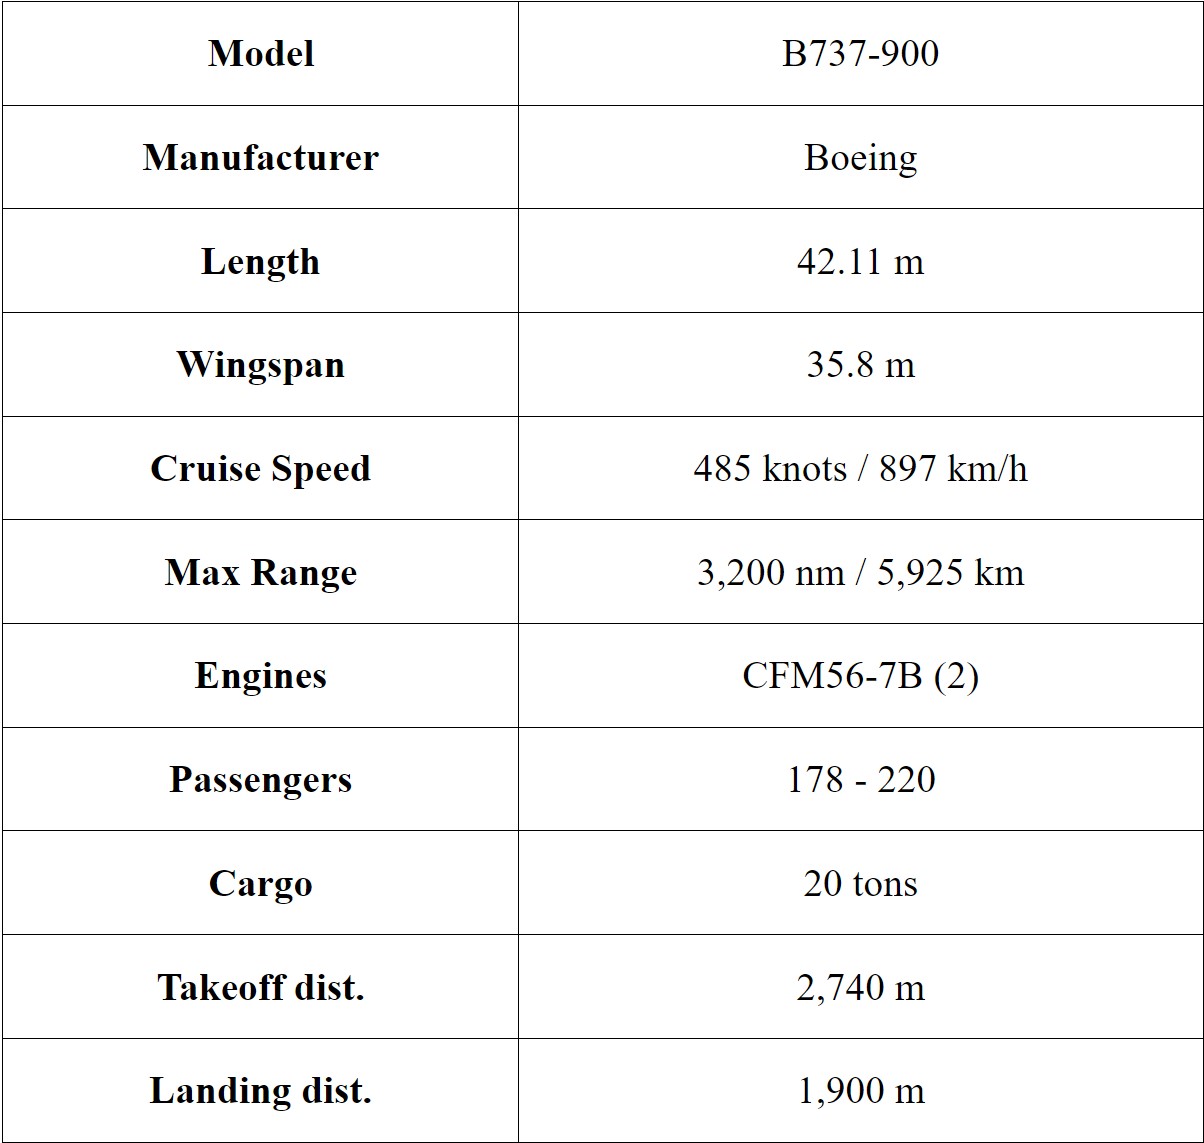 Model B737-900
Manufacturer Boeing
Length 42.11 m
Wingspan 35.8 m
Cruise Speed 485 knots / 897 km/h
Max Range 3,200 nm / 5,925 km
Engines CFM56-7B (2)
Passengers 178 - 220
Cargo 20 tons
Takeoff dist. 2,740 m
Landing dist. 1,900 m